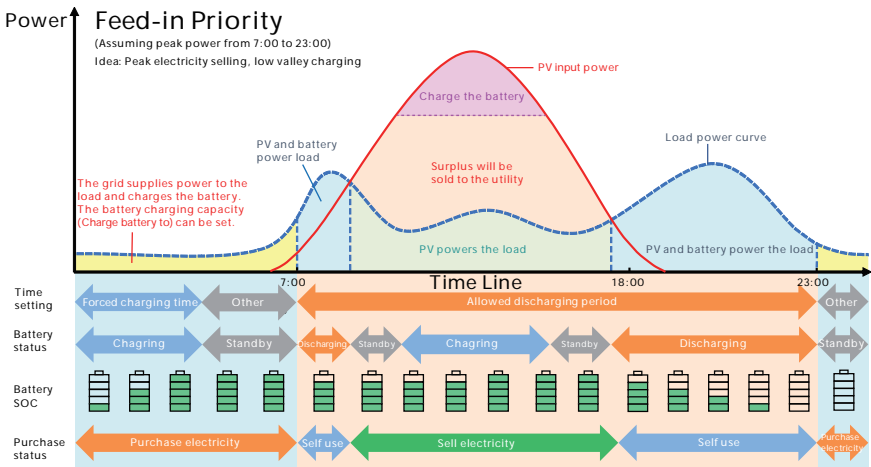 Power
Feed-in Priority
(Assuming peak power from 7:00 to 23:00)
Idea: Peak electricity selling, low valley charging
PV input power
Charge the battery
PV and battery
power load
Load power curve
Surplus will be
sold to the utility
The grid supplies power to the
load and charges the battery.
The battery charging capacity
(Charge battery to) can be set.
PV powers the load
PV and battery power the load
7:00
Time Line
18:00
23:00
Time
setting
Forced charging time
Other
Allowed discharging period
Other
Battery
status
Chagring
Standby
Discharging
Standby
Chagring
Standby
Discharging
Standby
Battery
SOC
Purchase
status
Purchase electricity
Self use
Sell electricity
Self use
Purchase
electricity